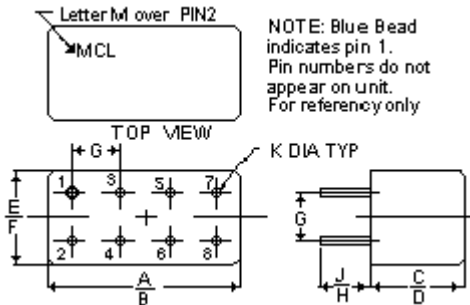 Letter M over PIN2
MCL
NOTE: Blue Bead
indicates pin 1.
Pin numbers do not
appear on unit.
For referency only
TOP VIEW
G
K DIA TYP
1 3 5 7
E
F
G
2 4 6 8
A
B
J
H
C
D